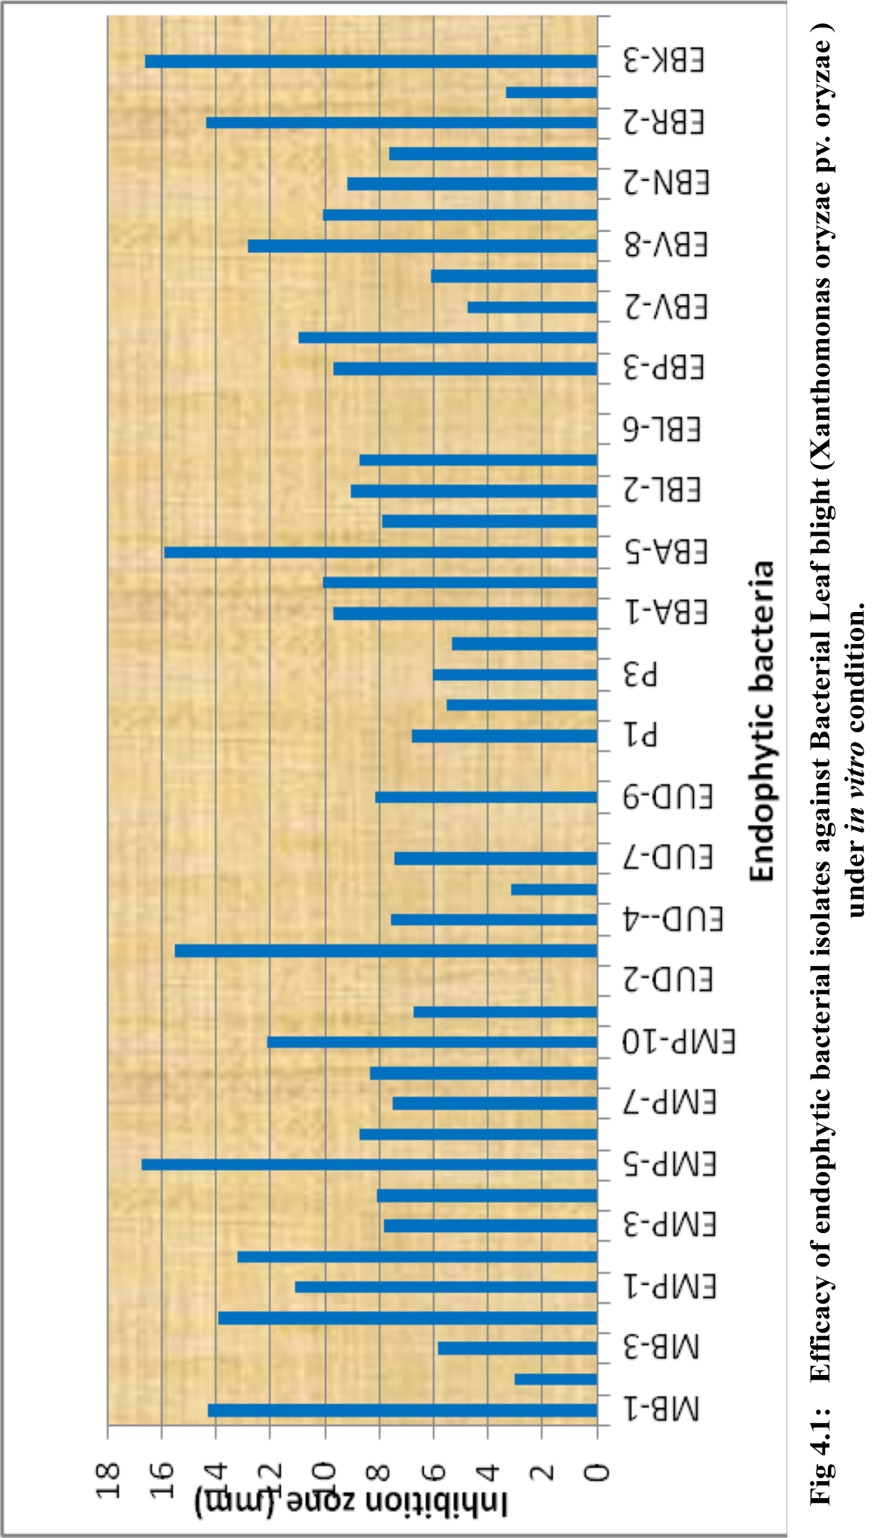 Inhibition zone (mm)
18
16
14
12
10
8
6
4
2
0
MB-1
MB-3
EMP-1
EMP-3
EMP-5
EMP-7
EMP-10
EUD-2
EUD--4
EUD-7
EUD-9
P1
P3
EBA-1
EBA-5
EBL-2
EBL-6
EBP-3
EBV-2
EBV-8
EBN-2
EBR-2
EBK-3
Endophytic bacteria
Fig 4.1: Efficacy of endophytic bacterial isolates against Bacterial Leaf blight (Xanthomonas oryzae pv. oryzae )
under in vitro condition.